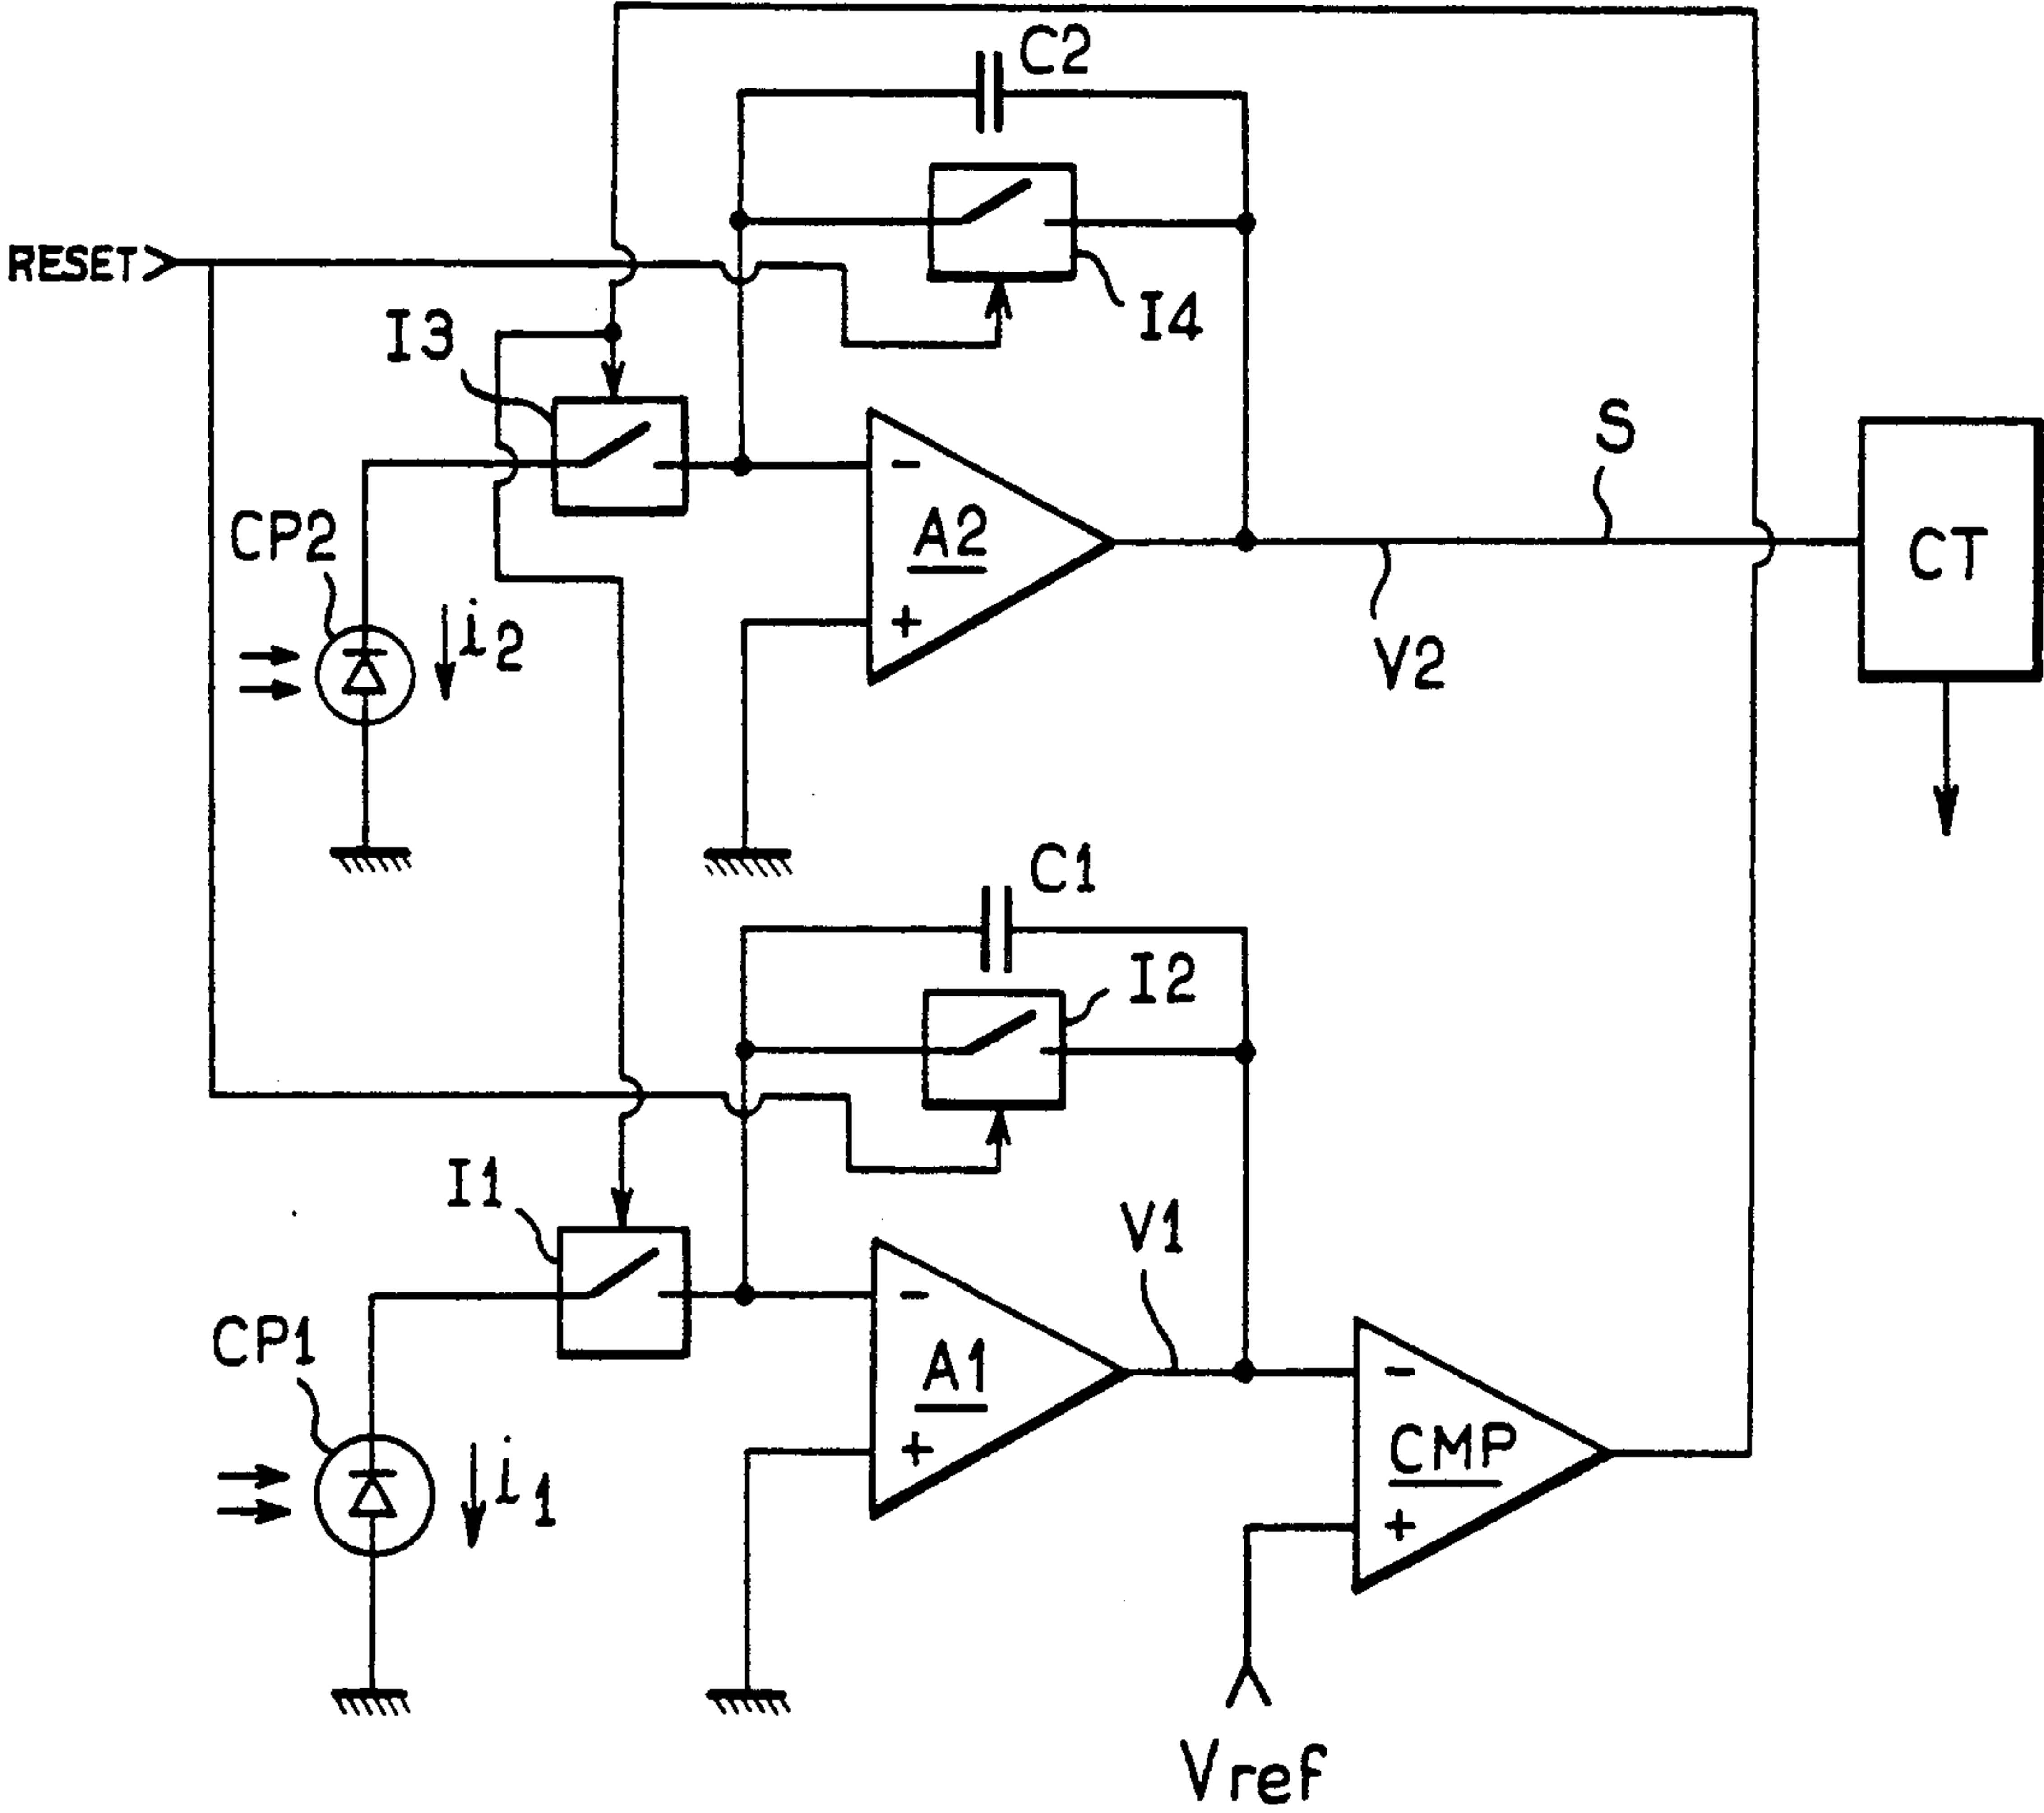 C2
RESET
I4
I3
S
CP2
- A2 +
CT
i2
V2
C1
I2
I1
V1
CP1
- A1 +
- CMP +
i1
Vref